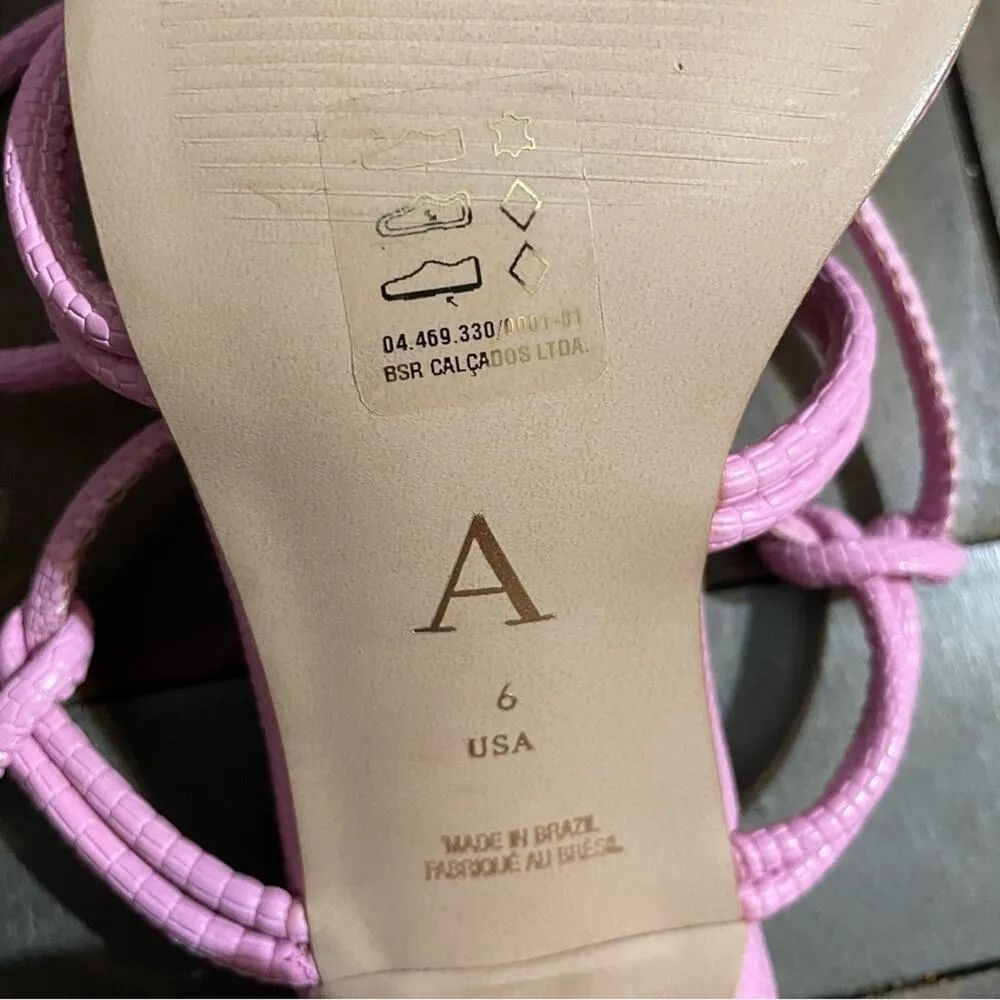 04.469.330/0001-81
BSR CALÇADOS LTDA.
A
6
USA
MADE IN BRAZIL
FABRIQUÉ AU BRÉSIL